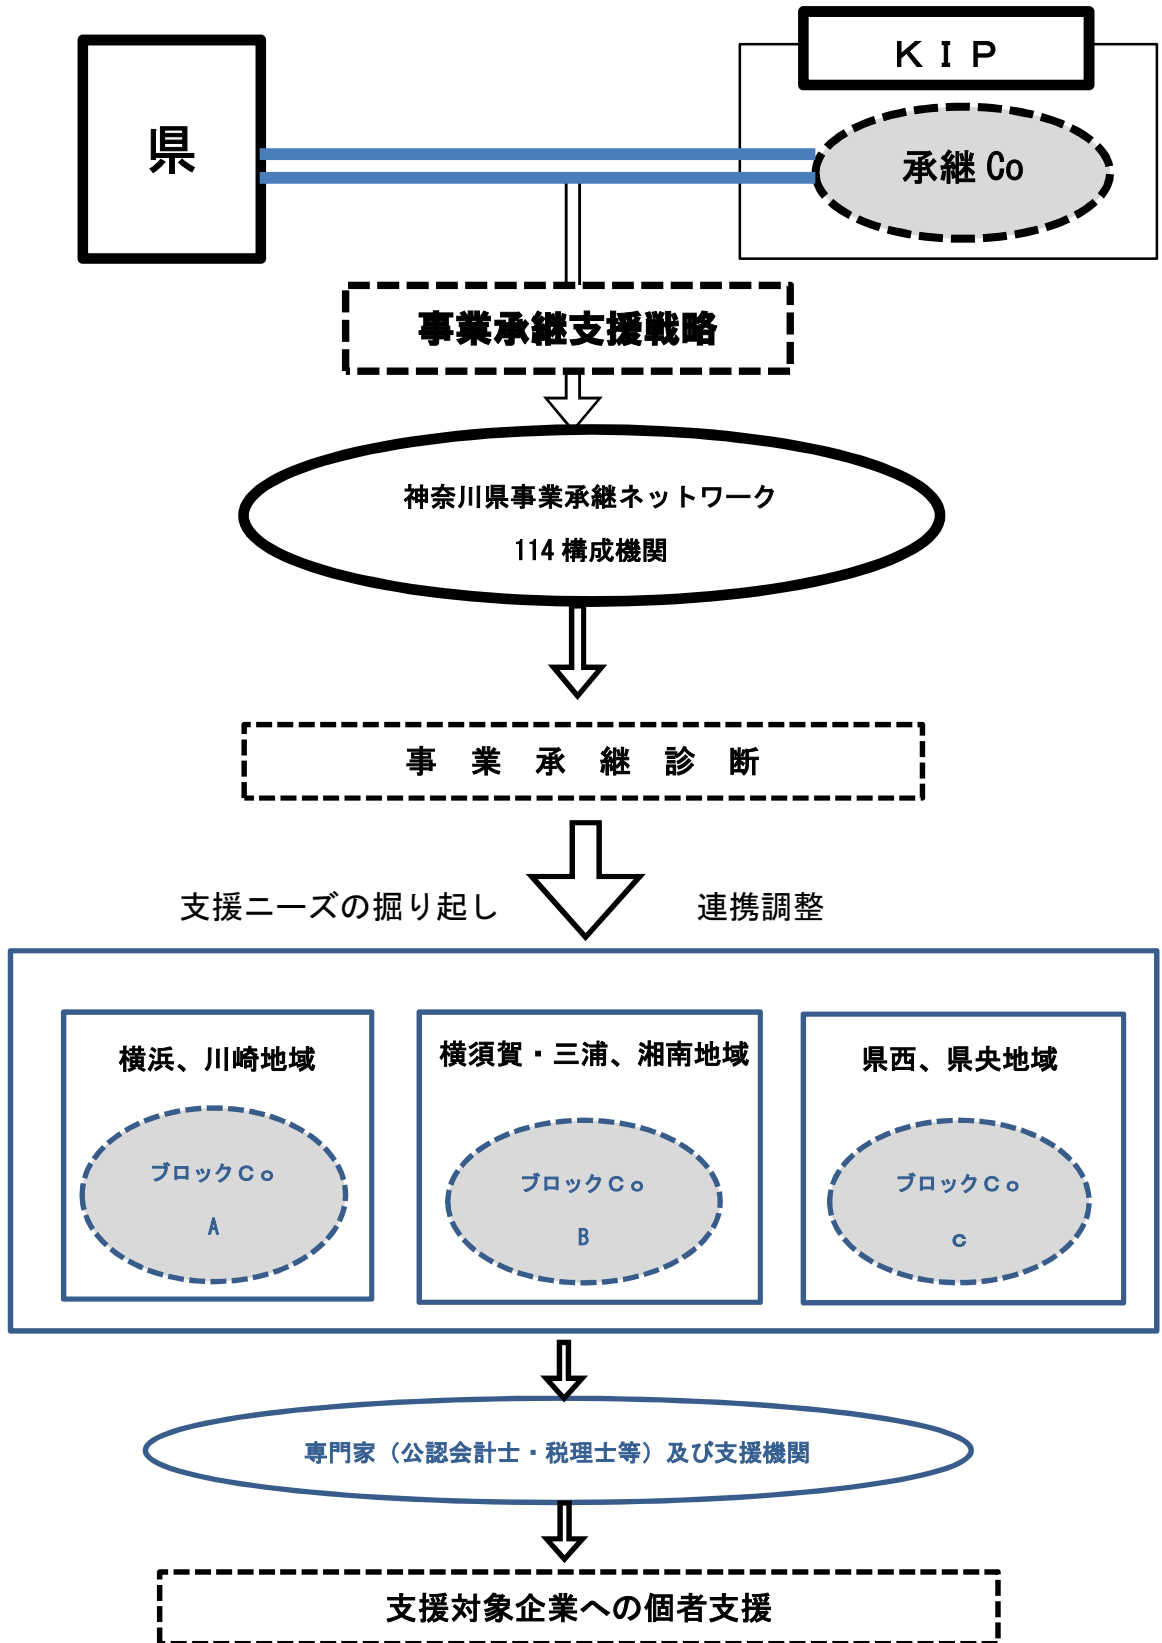 ＫＩＰ
県
承継 Co
事業承継支援戦略
神奈川県事業承継ネットワーク
114 構成機関
事　業　承　継　診　断
支援ニーズの掘り起し
連携調整
横浜、川崎地域
横須賀・三浦、湘南地域
県西、県央地域
ブロックＣｏ
A
ブロックＣｏ
B
ブロックＣｏ
ｃ
専門家（公認会計士・税理士等）及び支援機関
支援対象企業への個者支援